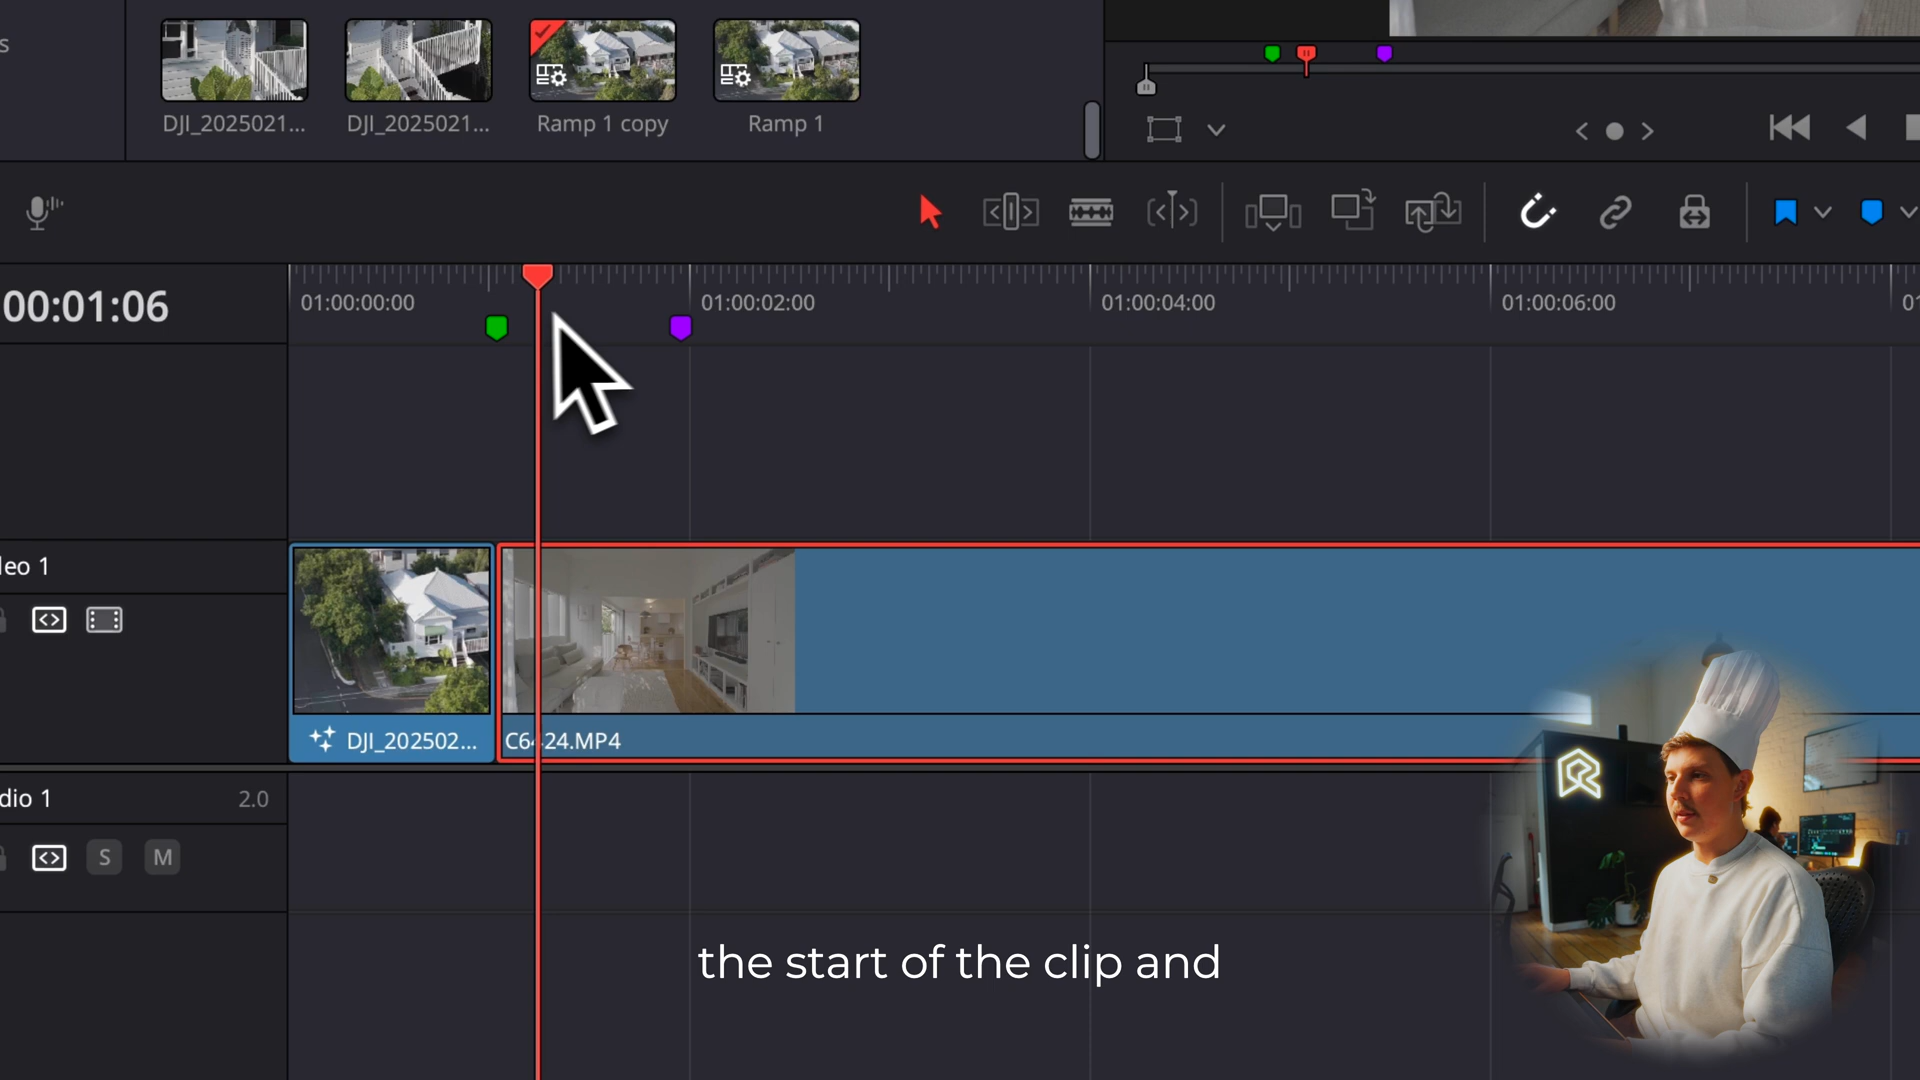 s
DJI_2025021...
DJI_2025021...
Ramp 1 copy
Ramp 1
00:01:06
01:00:00:00
01:00:02:00
01:00:04:00
01:00:06:00
01
leo 1
DJI_202502...
C6424.MP4
dio 1
2.0
S
M
the start of the clip and